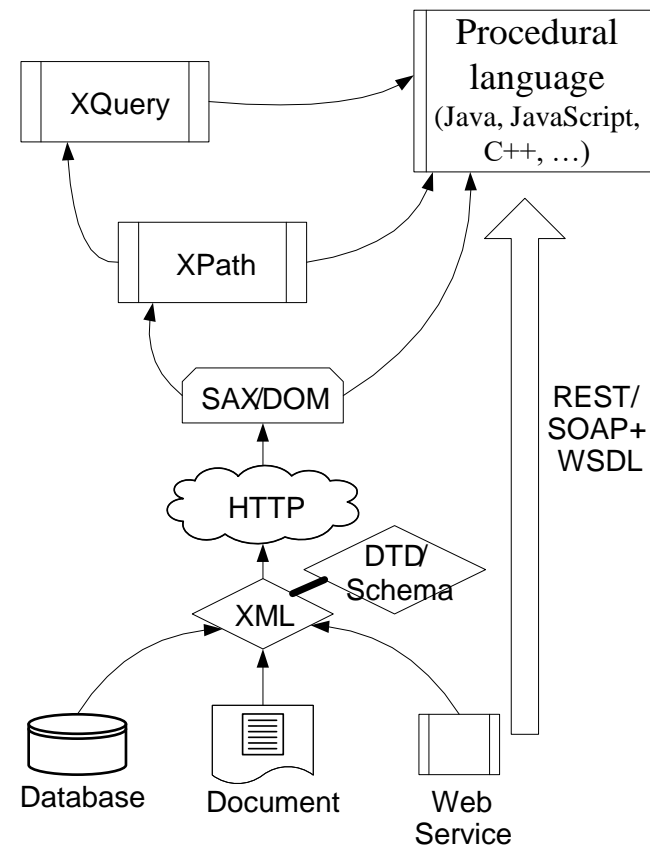 Procedural
language
(Java, JavaScript,
C++, …)
XQuery
XPath
SAX/DOM
REST/
SOAP+
WSDL
HTTP
DTD/
Schema
XML
Database
Document
Web
Service